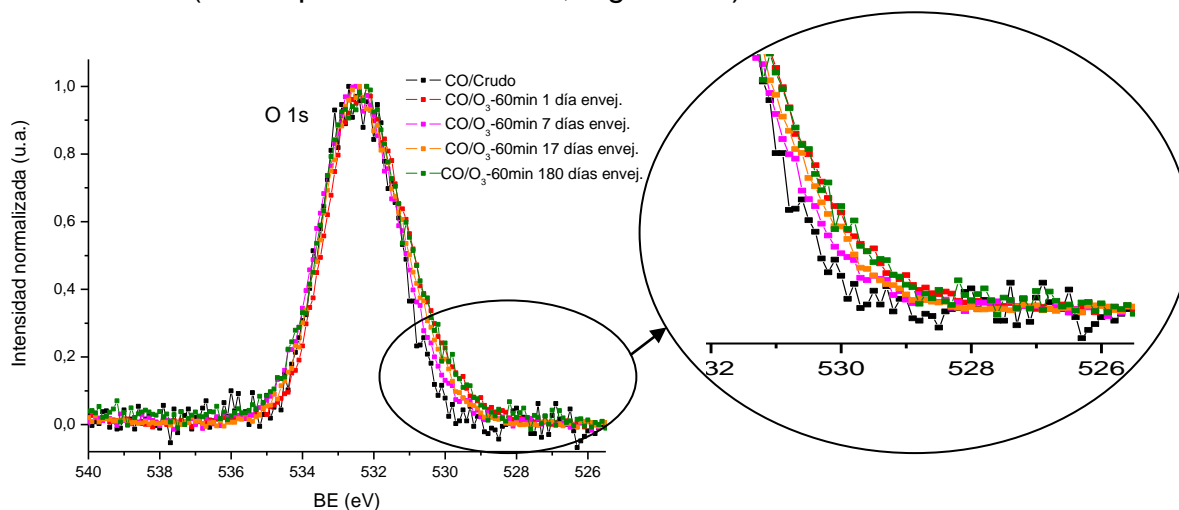 CO/Crudo
CO/O3-60min 1 día envej.
CO/O3-60min 7 días envej.
CO/O3-60min 17 días envej.
CO/O3-60min 180 días envej.
O 1s
Intensidad normalizada (u.a.)
1,0
0,8
0,6
0,4
0,2
0,0
540 538 536 534 532 530 528 526
BE (eV)
32 530 528 526